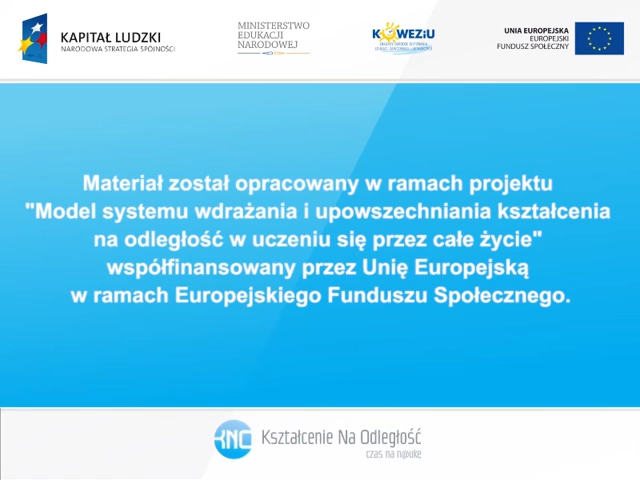 KAPITAŁ LUDZKI
NARODOWA STRATEGIA SPÓJNOŚCI
MINISTERSTWO
EDUKACJI
NARODOWEJ
KOWEZiU
UNIA EUROPEJSKA
EUROPEJSKI
FUNDUSZ SPOŁECZNY
Materiał został opracowany w ramach projektu
"Model systemu wdrażania i upowszechniania kształcenia
na odległość w uczeniu się przez całe życie"
współfinansowany przez Unię Europejską
w ramach Europejskiego Funduszu Społecznego.
KNO Kształcenie Na Odległość
czas na n@ukę